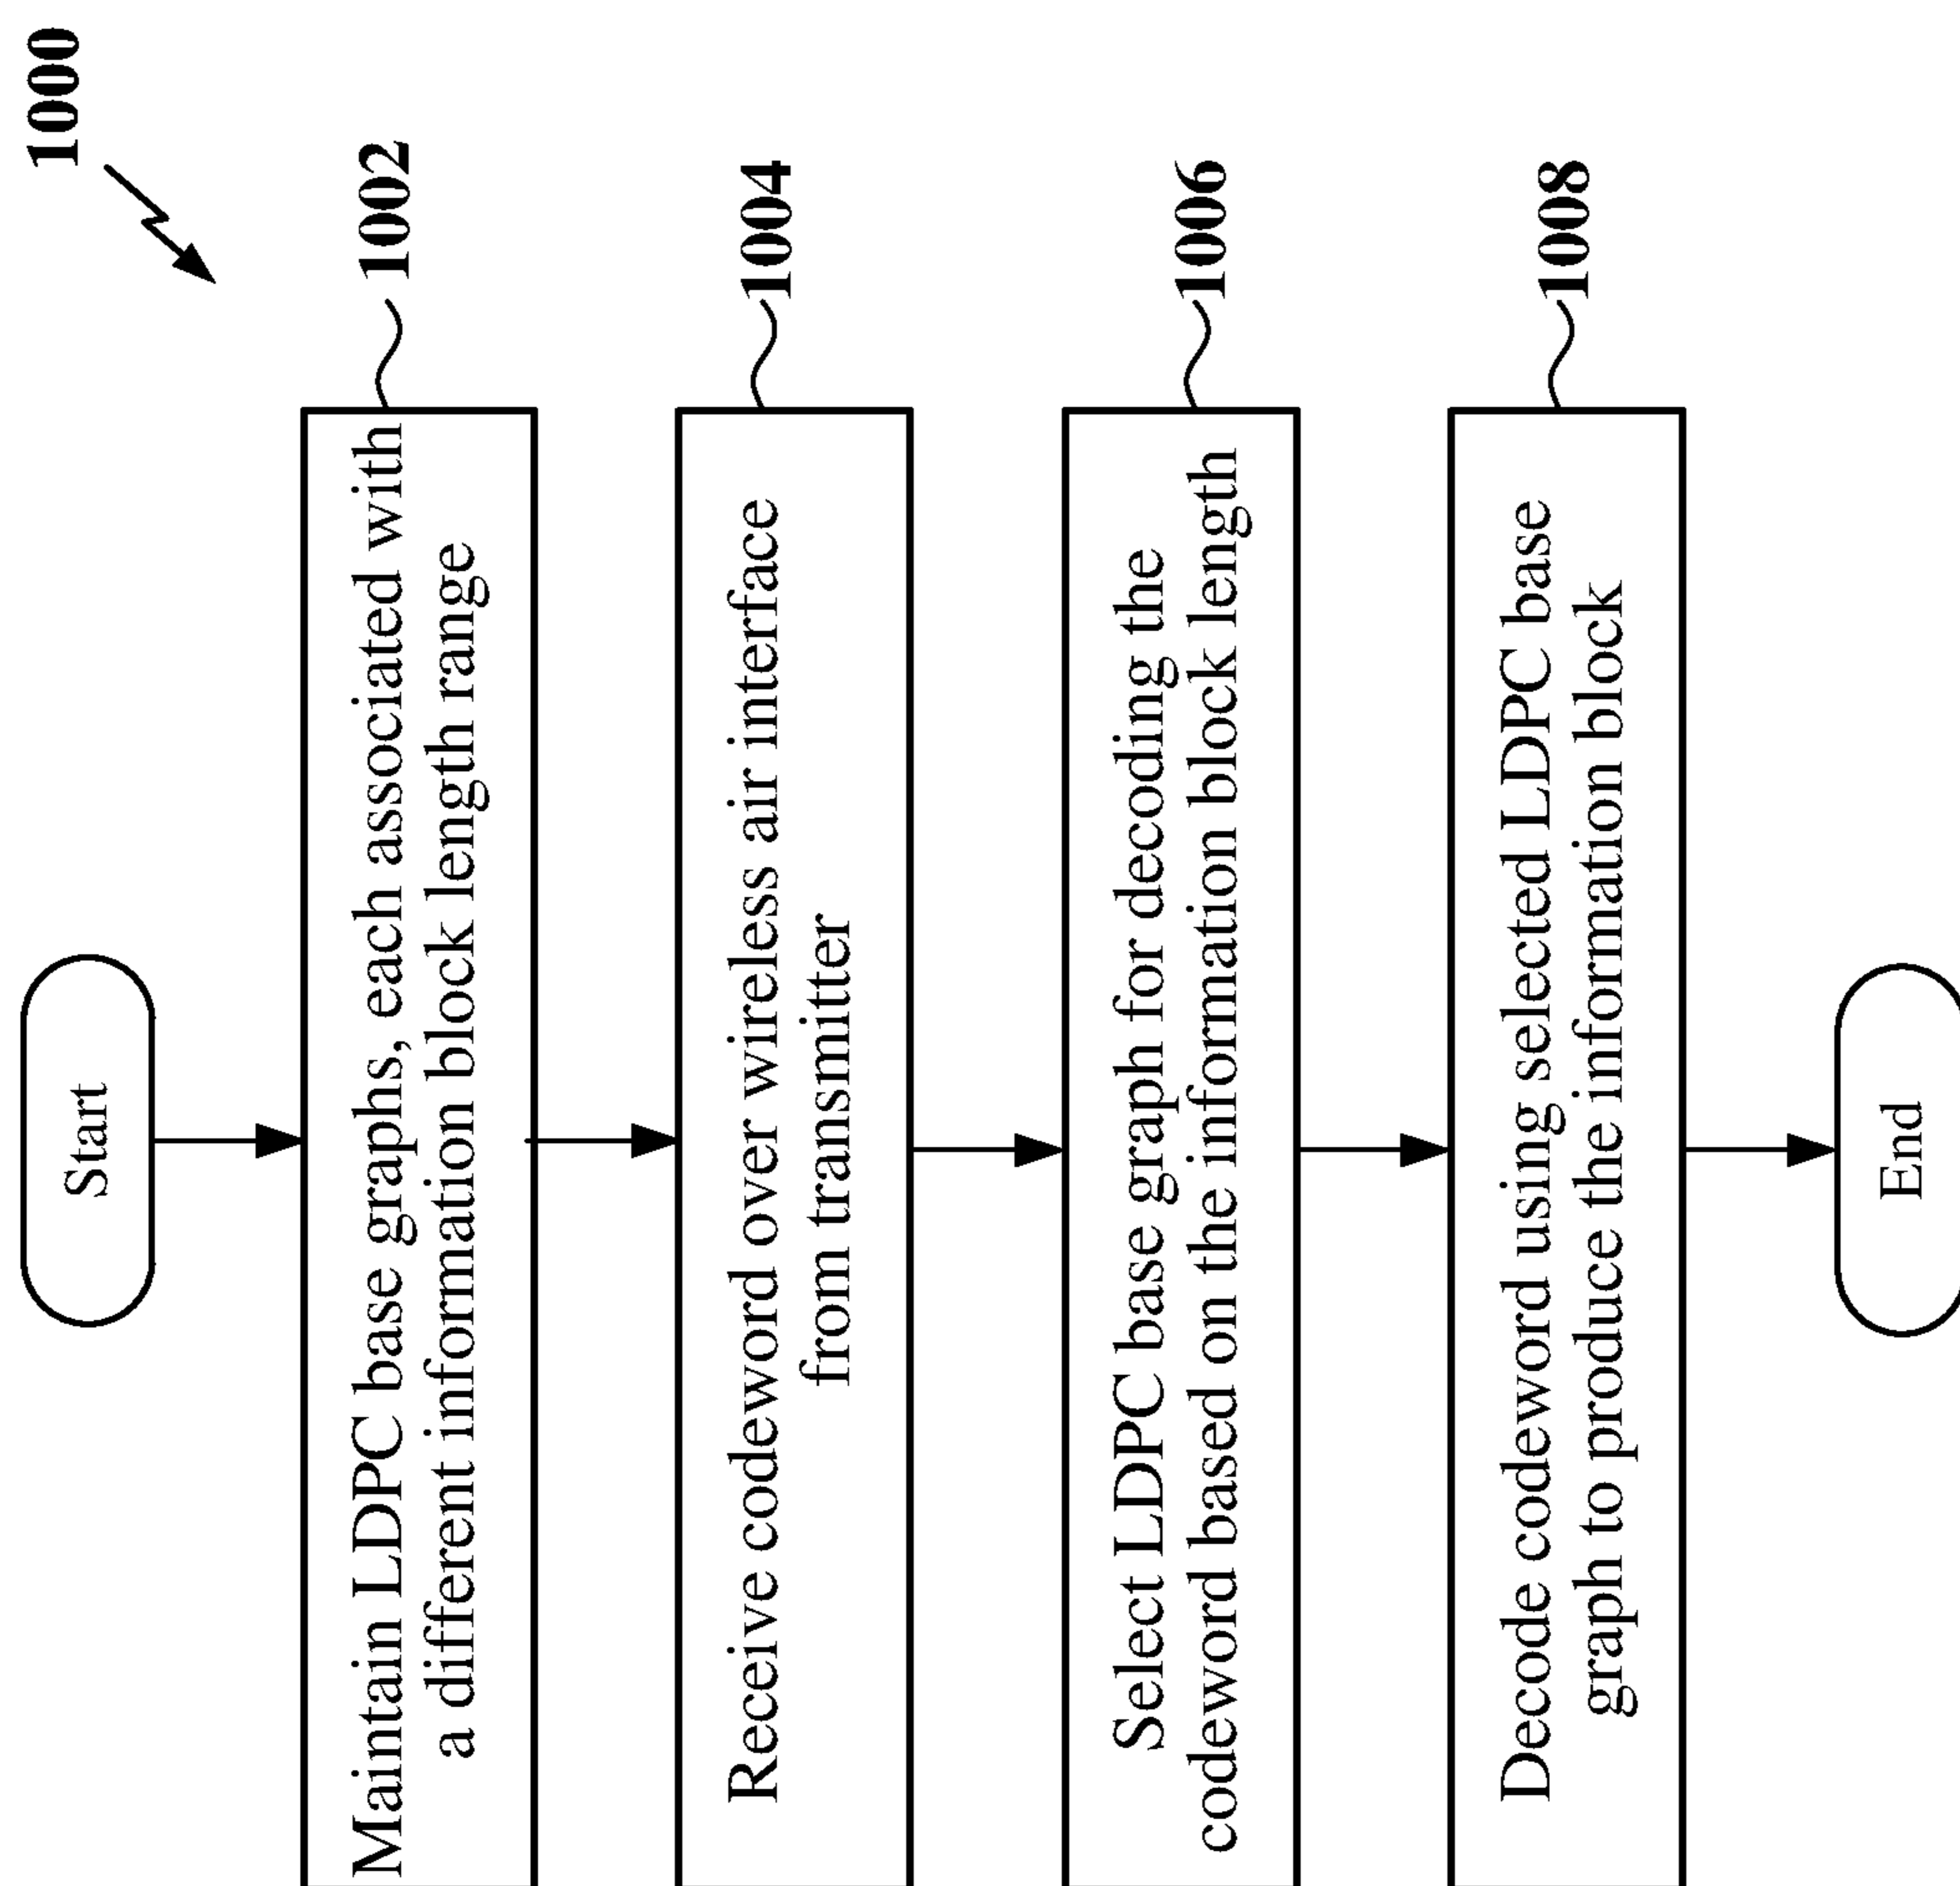 1000
Start
Maintain LDPC base graphs, each associated with
a different information block length range
1002
Receive codeword over wireless air interface
from transmitter
1004
Select LDPC base graph for decoding the
codeword based on the information block length
1006
Decode codeword using selected LDPC base
graph to produce the information block
1008
End